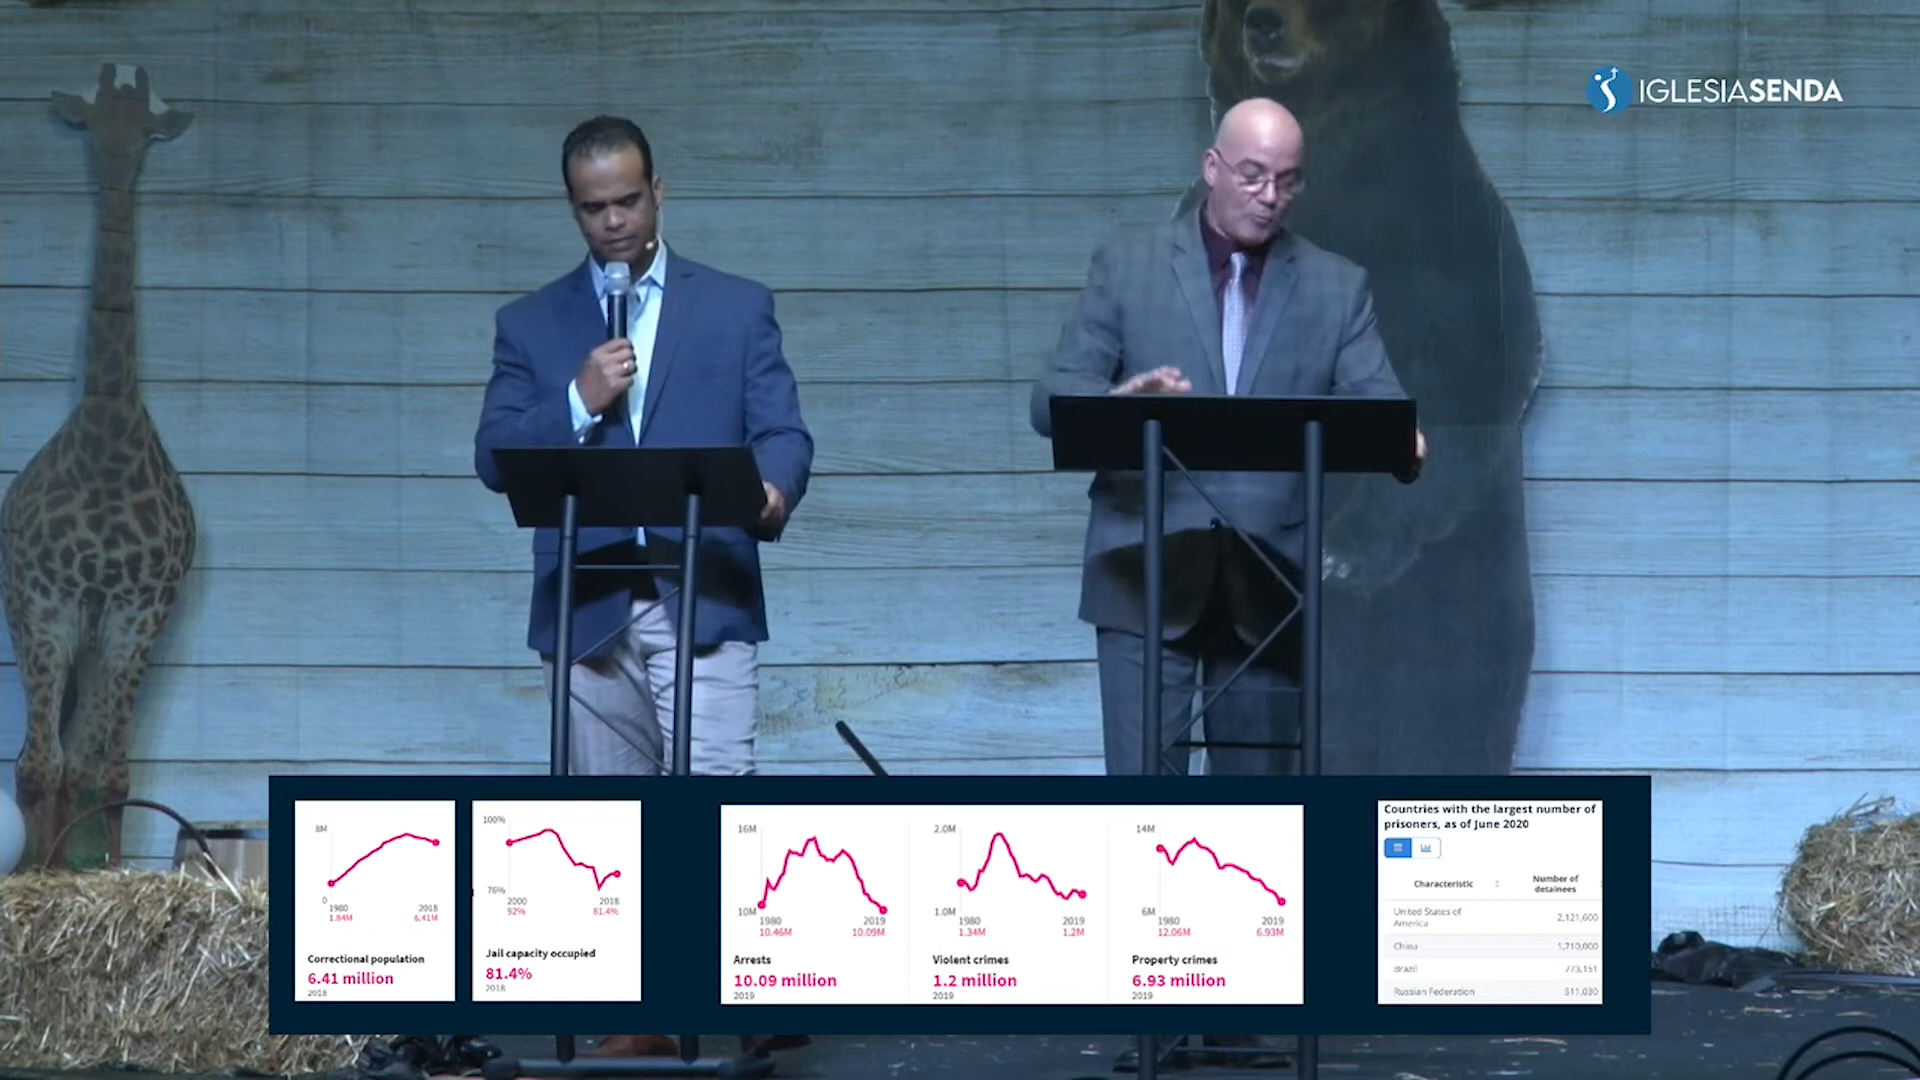 IGLESIASENDA
8M
0
1980
2018
1.84M
6.41M
Correctional population
6.41 million
2018
100%
76%
2000
2018
92%
81.4%
Jail capacity occupied
81.4%
2018
16M
10M
1980
2019
10.46M
10.09M
Arrests
10.09 million
2019
2.0M
1.0M
1980
2019
1.34M
1.2M
Violent crimes
1.2 million
2019
14M
6M
1980
2019
12.06M
6.93M
Property crimes
6.93 million
2019
Countries with the largest number of
prisoners, as of June 2020
Characteristic
Number of
detainees
United States of
America
2,121,600
China
1,710,000
Brazil
773,151
Russian Federation
511,030